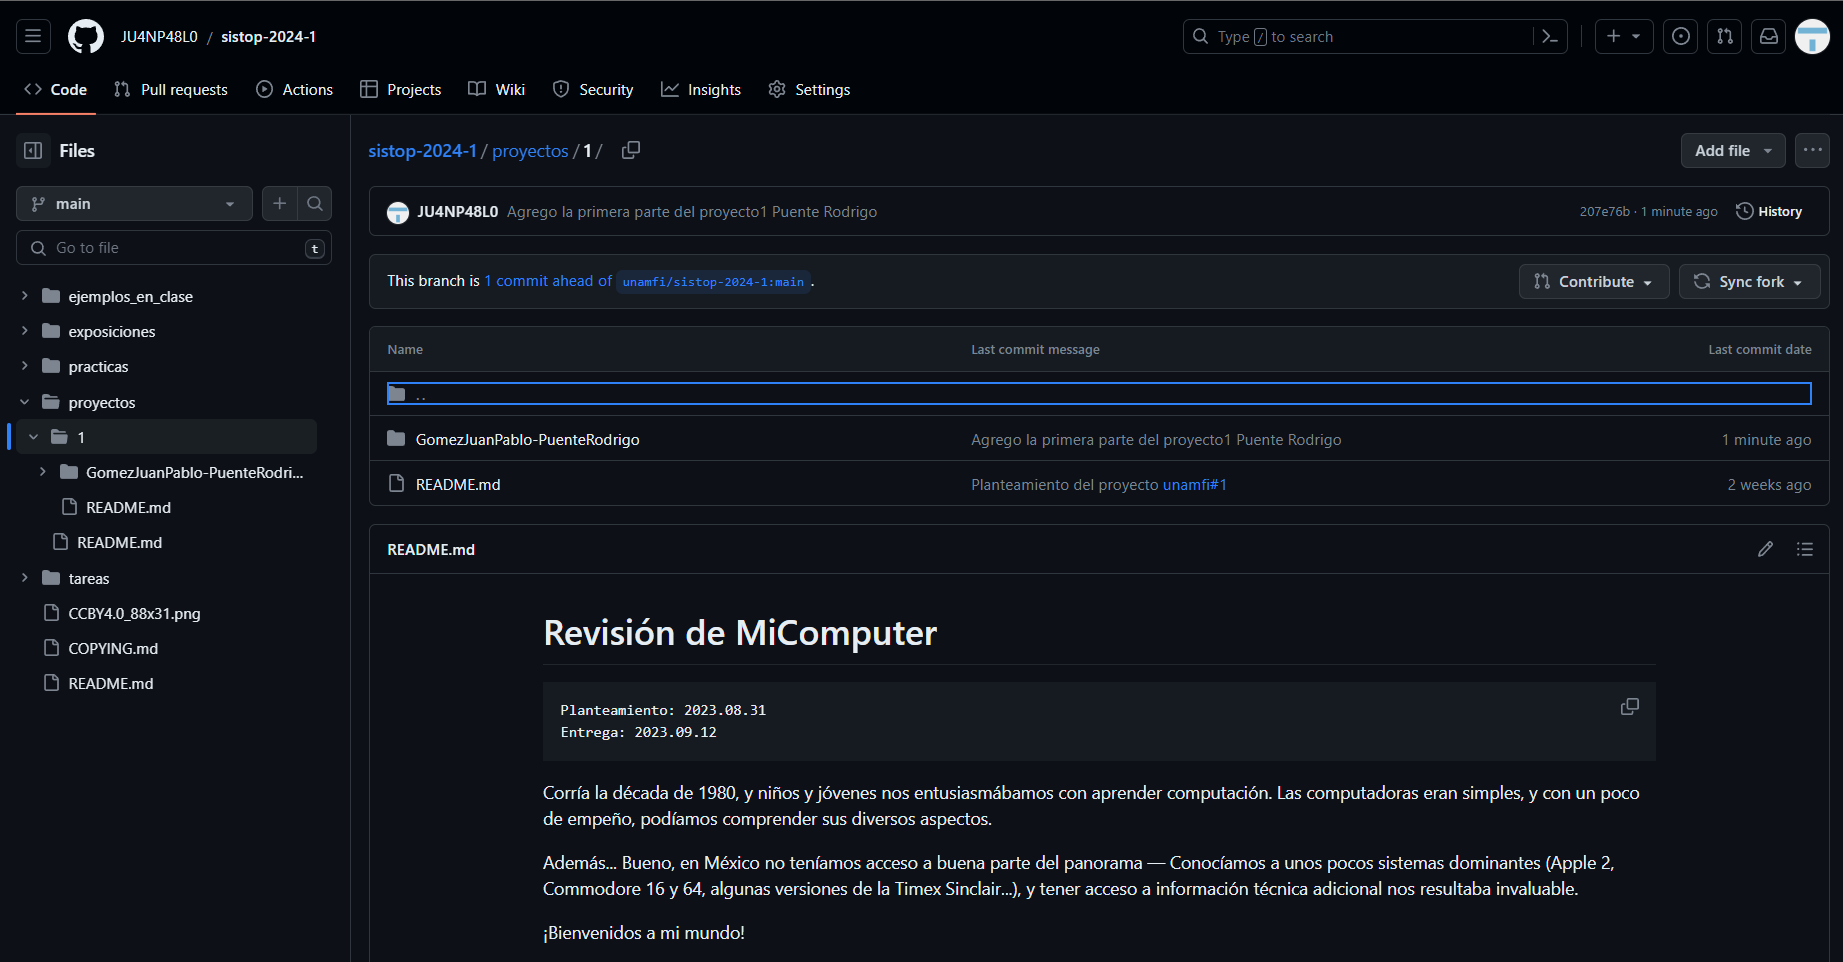 JU4NP48L0 / sistop-2024-1
Type / to search
Code
Pull requests
Actions
Projects
Wiki
Security
Insights
Settings
Files
main
Go to file
t
ejemplos_en_clase
exposiciones
practicas
proyectos
1
GomezJuanPablo-PuenteRodri...
README.md
README.md
tareas
CCBY4.0_88x31.png
COPYING.md
README.md
sistop-2024-1 / proyectos / 1 /
Add file
JU4NP48L0 Agrego la primera parte del proyecto1 Puente Rodrigo
207e76b · 1 minute ago
History
This branch is 1 commit ahead of unamfi/sistop-2024-1:main .
Contribute
Sync fork
Name Last commit message Last commit date
..
GomezJuanPablo-PuenteRodrigo Agrego la primera parte del proyecto1 Puente Rodrigo 1 minute ago
README.md Planteamiento del proyecto unamfi#1 2 weeks ago
README.md
Revisión de MiComputer
Planteamiento: 2023.08.31
Entrega: 2023.09.12
Corría la década de 1980, y niños y jóvenes nos entusiasmábamos con aprender computación. Las computadoras eran simples, y con un poco
de empeño, podíamos comprender sus diversos aspectos.
Además... Bueno, en México no teníamos acceso a buena parte del panorama — Conocíamos a unos pocos sistemas dominantes (Apple 2,
Commodore 16 y 64, algunas versiones de la Timex Sinclair...), y tener acceso a información técnica adicional nos resultaba invaluable.
¡Bienvenidos a mi mundo!